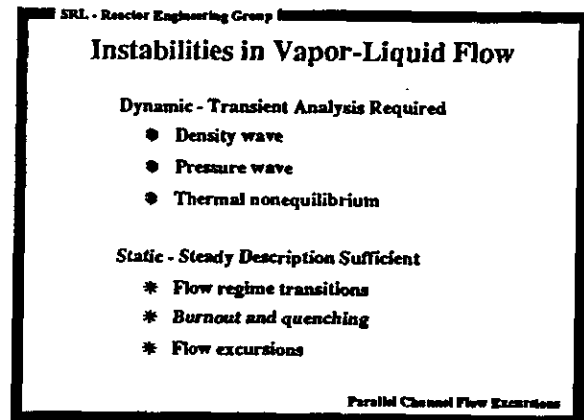 SRL - Reactor Engineering Group
Instabilities in Vapor-Liquid Flow
Dynamic - Transient Analysis Required
Density wave
Pressure wave
Thermal nonequilibrium
Static - Steady Description Sufficient
* Flow regime transitions
* Burnout and quenching
* Flow excursions
Parallel Channel Flow Excursions